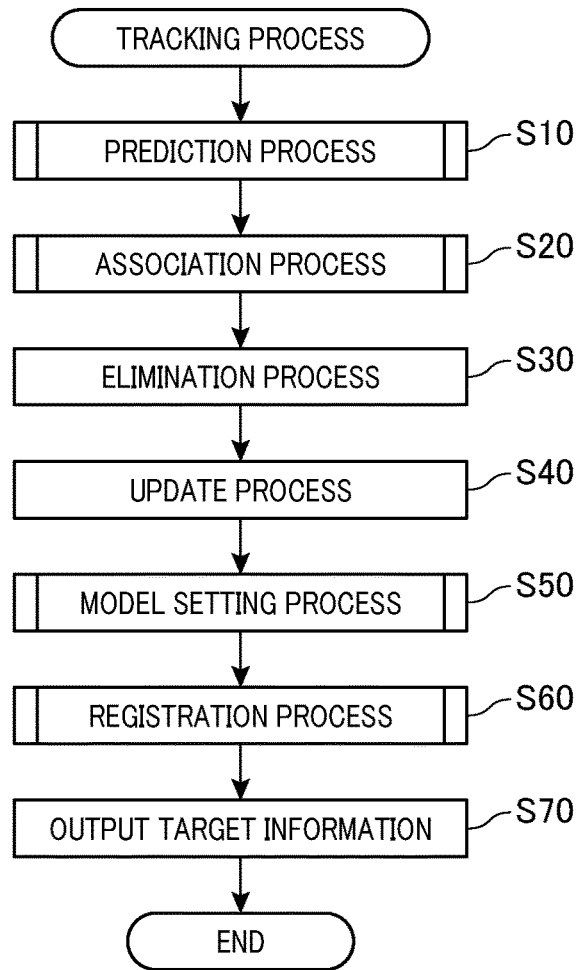 TRACKING PROCESS
PREDICTION PROCESS S10
ASSOCIATION PROCESS S20
ELIMINATION PROCESS S30
UPDATE PROCESS S40
MODEL SETTING PROCESS S50
REGISTRATION PROCESS S60
OUTPUT TARGET INFORMATION S70
END